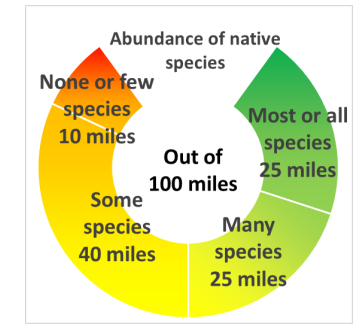 Abundance of native
species
None or few
species
10 miles
Most or all
species
25 miles
Out of
100 miles
Some
species
40 miles
Many
species
25 miles